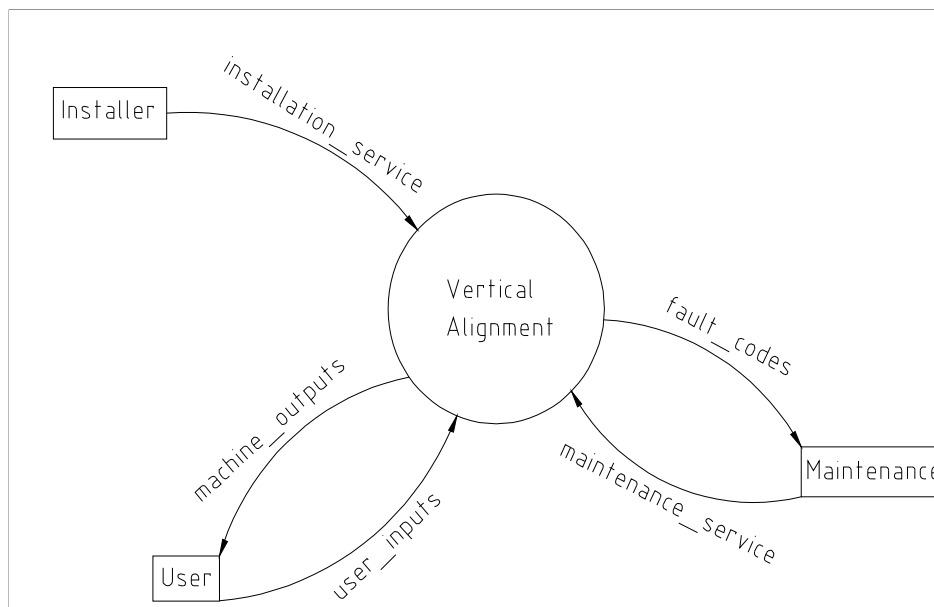 installation_service
Installer
Vertical
Alignment
fault_codes
machine_outputs
maintenance_service
Maintenance
user_inputs
User